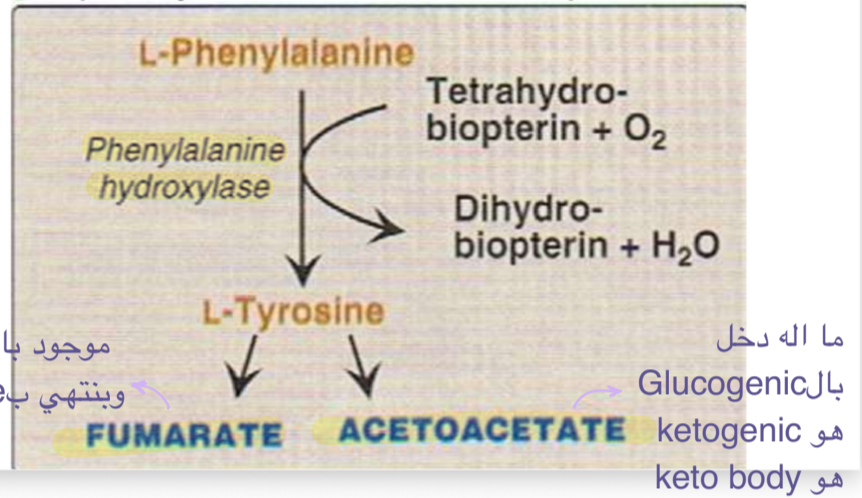 L-Phenylalanine
Tetrahydro-
biopterin + O₂
Phenylalanine
hydroxylase
Dihydro-
biopterin + H₂O
L-Tyrosine
موجود
وبنتهي
FUMARATE
ACETOACETATE
ما اله دخل
بالGlucogenic
هو ketogenic
هو keto body